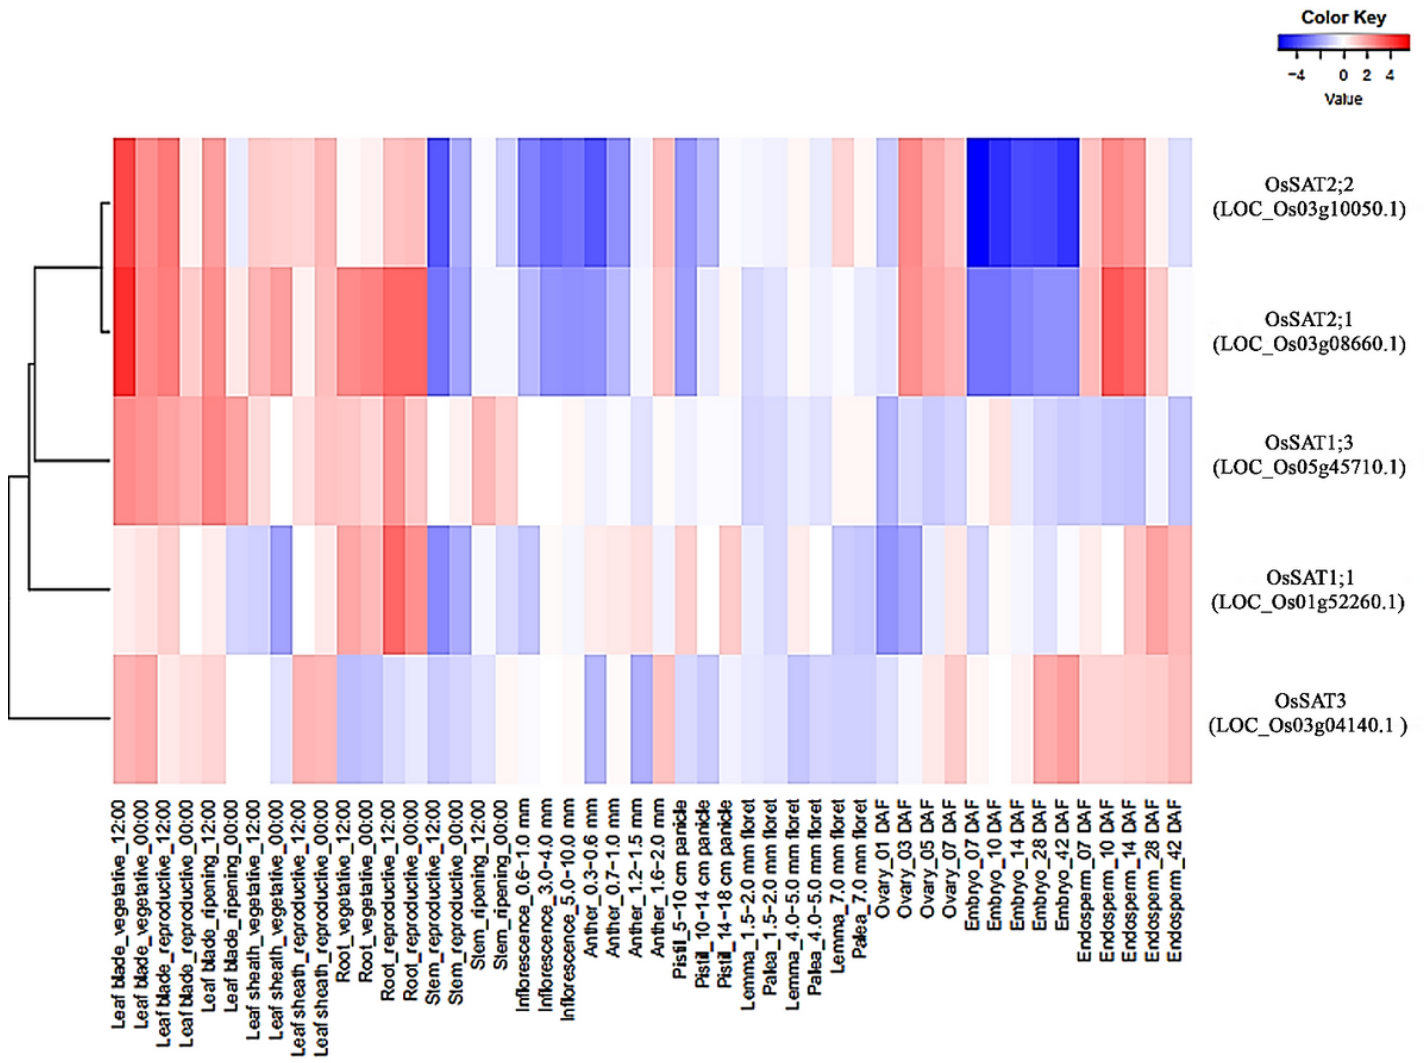 Color Key
−4 0 2 4
Value
OsSAT2;2
(LOC_Os03g10050.1)
OsSAT2;1
(LOC_Os03g08660.1)
OsSAT1;3
(LOC_Os05g45710.1)
OsSAT1;1
(LOC_Os01g52260.1)
OsSAT3
(LOC_Os03g04140.1 )
Leaf blade_vegetative_12:00
Leaf blade_vegetative_00:00
Leaf blade_reproductive_12:00
Leaf blade_reproductive_00:00
Leaf blade_ripening_12:00
Leaf blade_ripening_00:00
Leaf sheath_vegetative_12:00
Leaf sheath_vegetative_00:00
Leaf sheath_reproductive_12:00
Leaf sheath_reproductive_00:00
Root_vegetative_12:00
Root_vegetative_00:00
Root_reproductive_12:00
Root_reproductive_00:00
Stem_reproductive_12:00
Stem_reproductive_00:00
Stem_ripening_12:00
Stem_ripening_00:00
Inflorescence_0.6−1.0 mm
Inflorescence_3.0−4.0 mm
Inflorescence_5.0−10.0 mm
Anther_0.3−0.6 mm
Anther_0.7−1.0 mm
Anther_1.2−1.5 mm
Anther_1.6−2.0 mm
Pistil_5−10 cm panicle
Pistil_10−14 cm panicle
Pistil_14−18 cm panicle
Lemma_1.5−2.0 mm floret
Palea_1.5−2.0 mm floret
Lemma_4.0−5.0 mm floret
Palea_4.0−5.0 mm floret
Lemma_7.0 mm floret
Palea_7.0 mm floret
Ovary_01 DAF
Ovary_03 DAF
Ovary_05 DAF
Ovary_07 DAF
Embryo_07 DAF
Embryo_10 DAF
Embryo_14 DAF
Embryo_28 DAF
Embryo_42 DAF
Endosperm_07 DAF
Endosperm_10 DAF
Endosperm_14 DAF
Endosperm_28 DAF
Endosperm_42 DAF